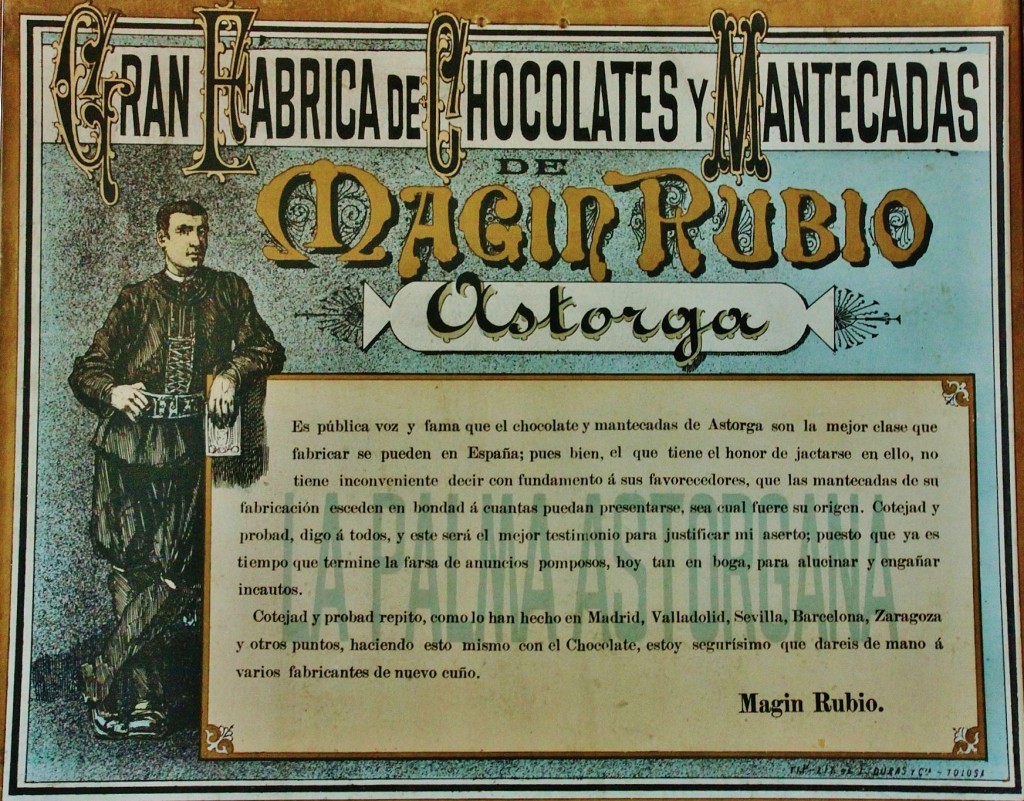 GRAN FABRICA DE CHOCOLATES Y MANTECADAS
DE
MAGIN RUBIO
Astorga
Es pública voz y fama que el chocolate y mantecadas de Astorga son la mejor clase que
fabricar se pueden en España; pues bien, el que tiene el honor de jactarse en ello, no
tiene inconveniente decir con fundamento á sus favorecedores, que las mantecadas de su
fabricación esceden en bondad á cuantas puedan presentarse, sea cual fuere su origen. Cotejad y
probad, digo á todos, y este será el mejor testimonio para justificar mi aserto; puesto que ya es
tiempo que termine la farsa de anuncios pomposos, hoy tan en boga, para alucinar y engañar
incautos.
Cotejad y probad repito, como lo han hecho en Madrid, Valladolid, Sevilla, Barcelona, Zaragoza
y otros puntos, haciendo esto mismo con el Chocolate, estoy segurísimo que dareis de mano á
varios fabricantes de nuevo cuño.
LA PALMA ASTORGANA
Magin Rubio.
TIP-LIT DE Y Cª - TOLOSA